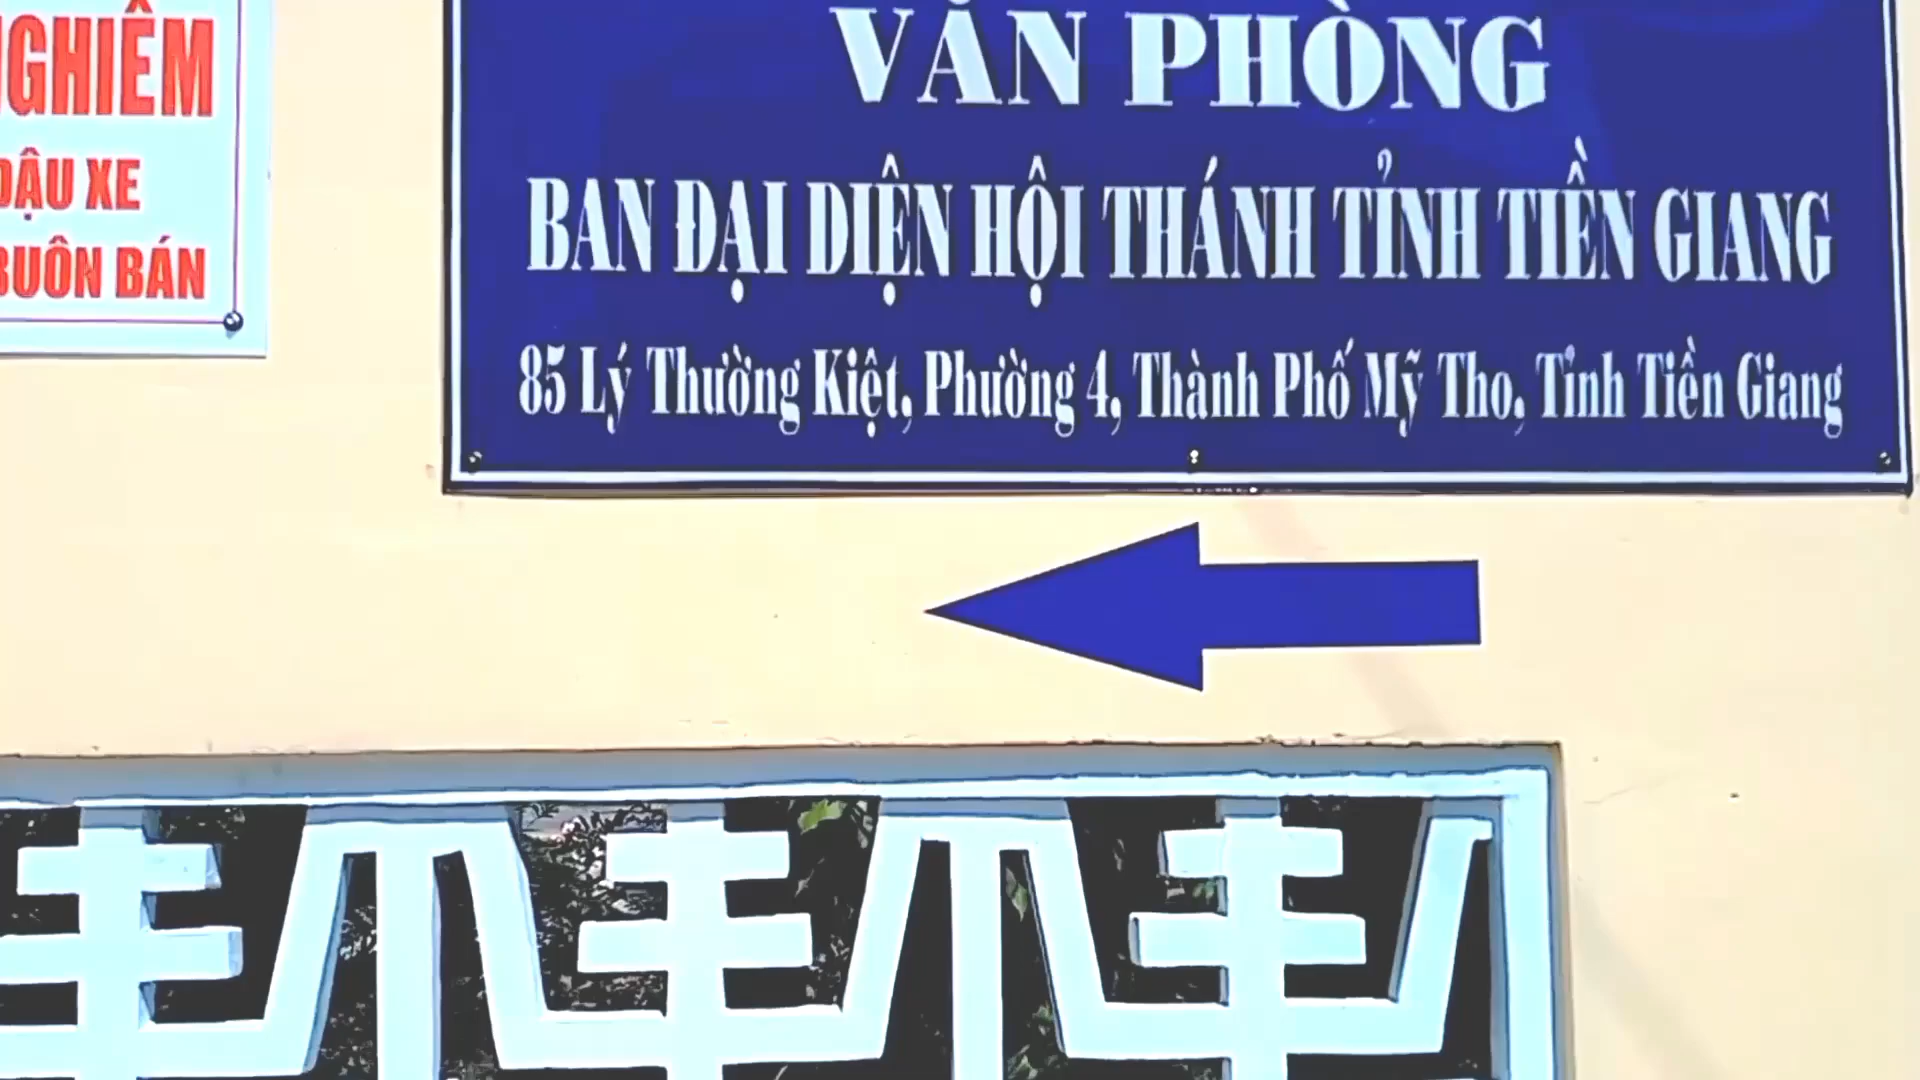 NGHIÊM
ĐẬU XE
BUÔN BÁN
VĂN PHÒNG
BAN ĐẠI DIỆN HỘI THÁNH TỈNH TIỀN GIANG
85 Lý Thường Kiệt, Phường 4, Thành Phố Mỹ Tho, Tỉnh Tiền Giang